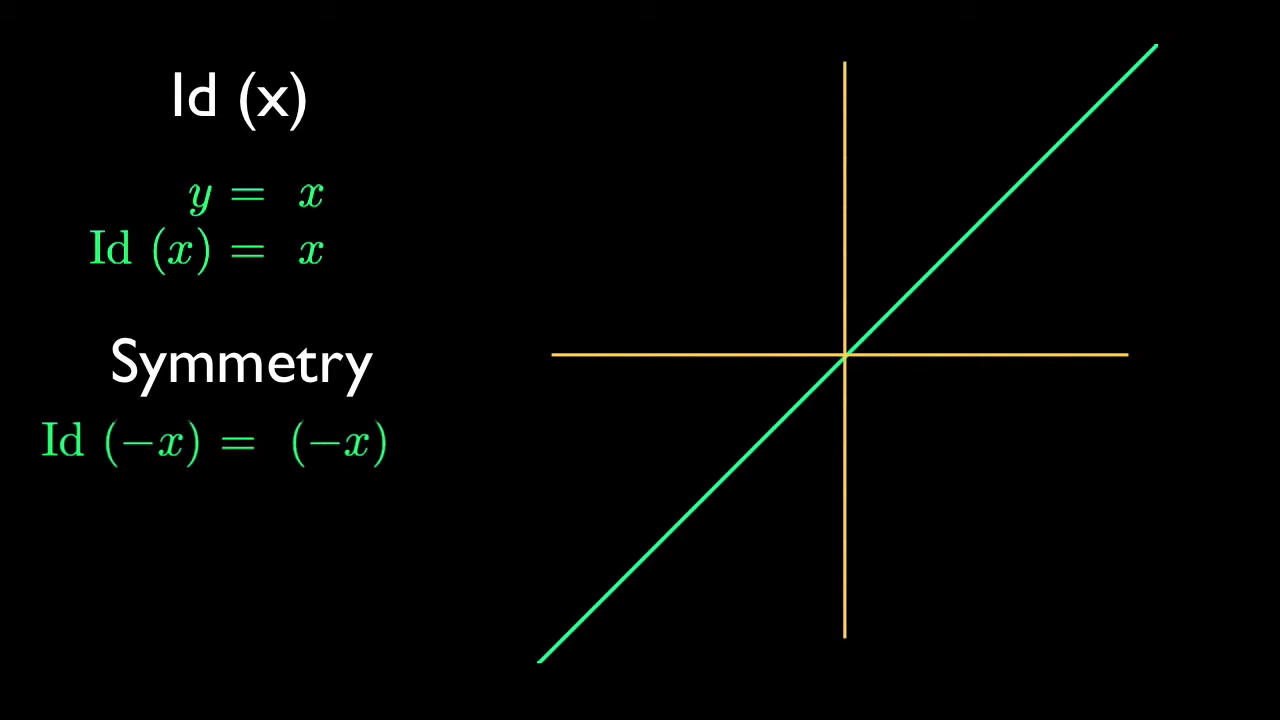 Id (x)
y = x
Id (x) = x
Symmetry
Id (−x) = (−x)